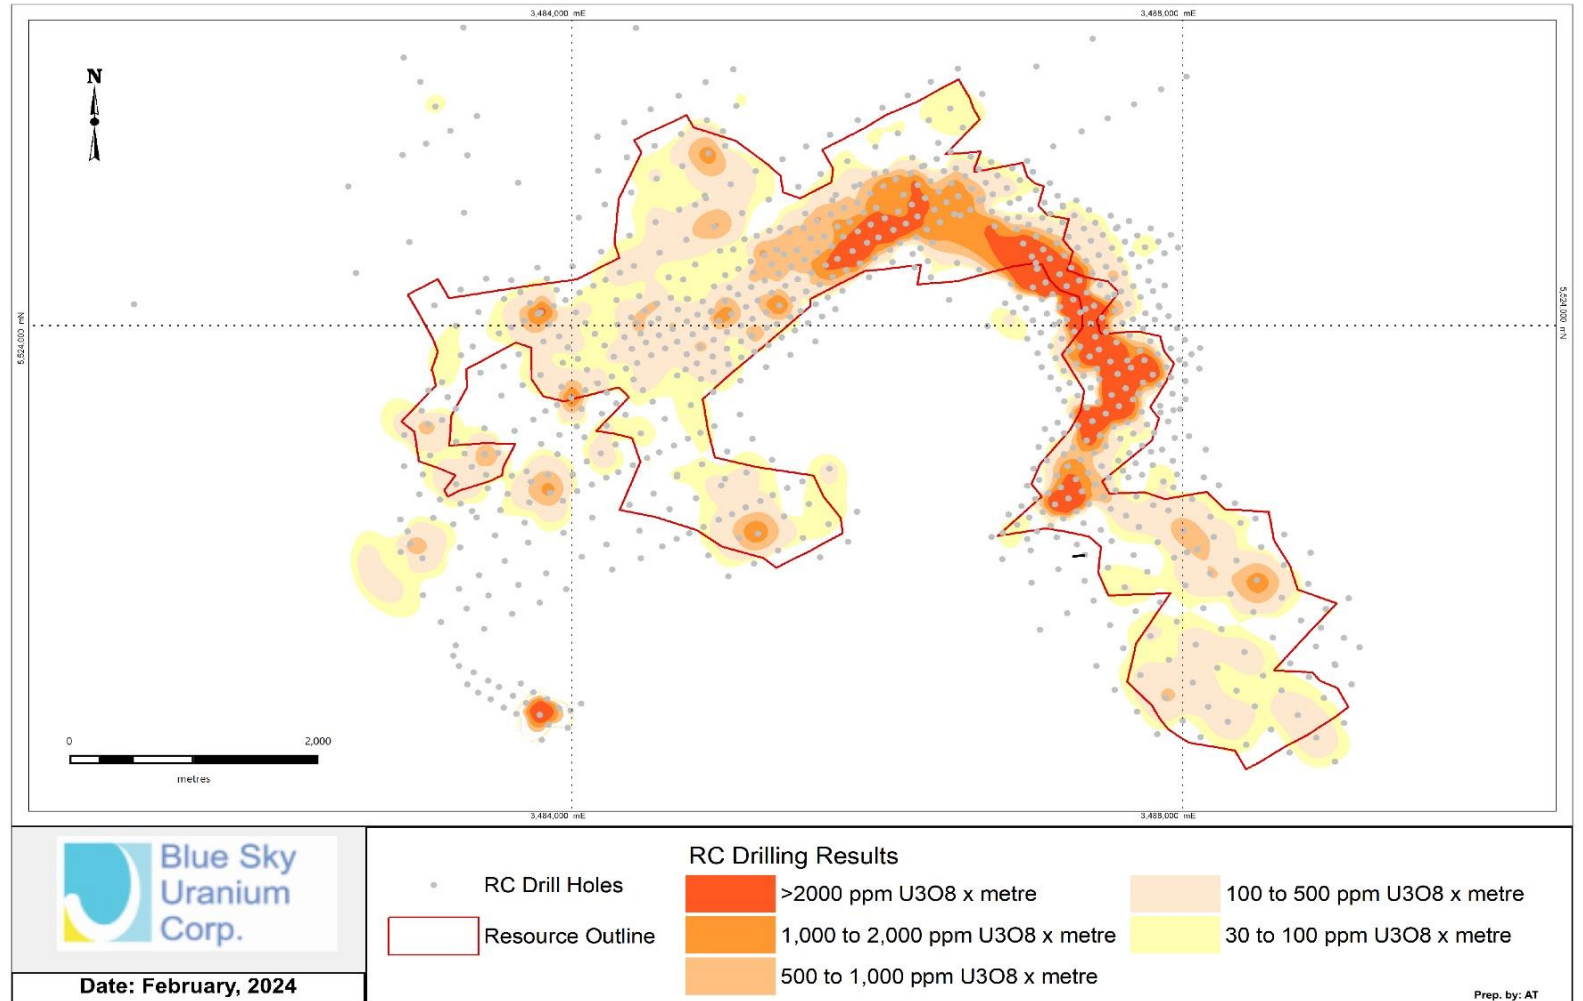 3,484,000 mE
3,488,000 mE
N
5,524,000 mN
5,524,000 mN
0 2,000
metres
3,484,000 mE
3,488,000 mE
Blue Sky
Uranium
Corp.
Date: February, 2024
RC Drill Holes
Resource Outline
RC Drilling Results
>2000 ppm U3O8 x metre
1,000 to 2,000 ppm U3O8 x metre
500 to 1,000 ppm U3O8 x metre
100 to 500 ppm U3O8 x metre
30 to 100 ppm U3O8 x metre
Prep. by: AT